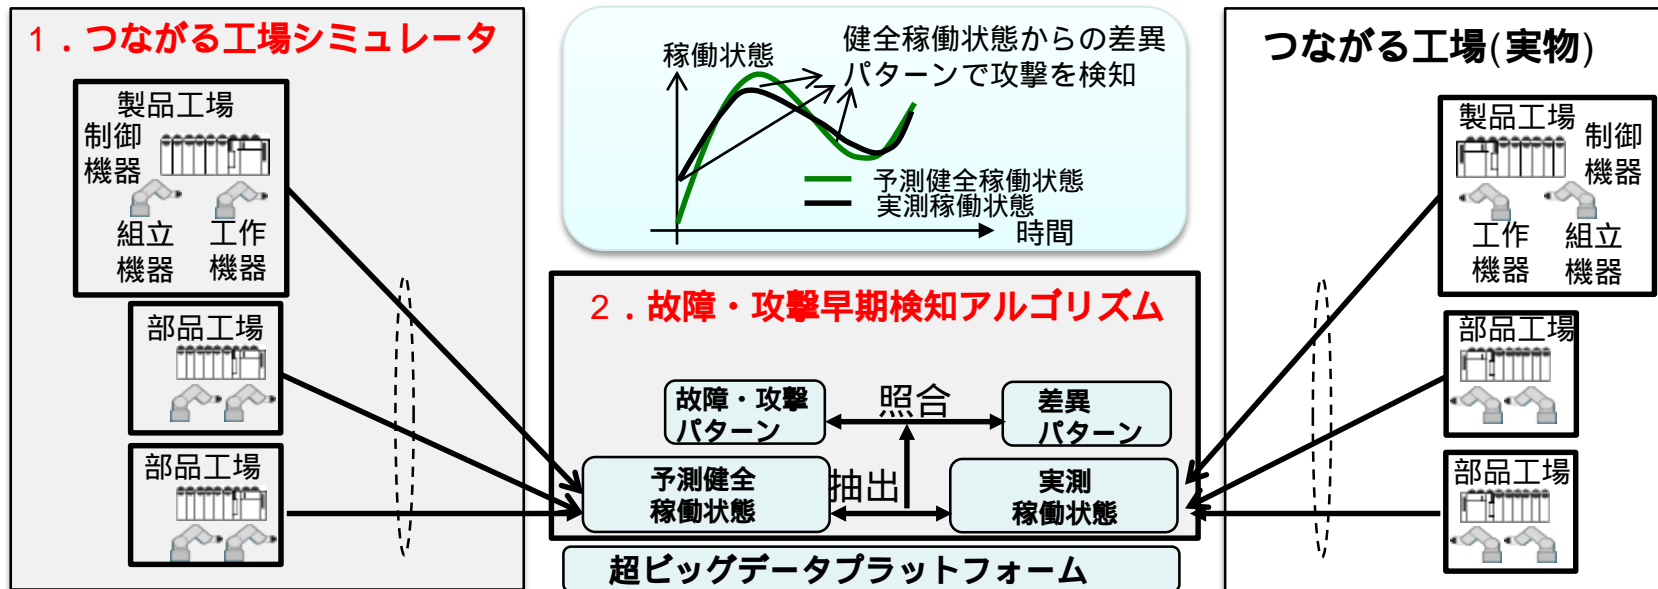 1．つながる工場シミュレータ
製品工場
制御
機器
組立
機器
工作
機器
部品工場
部品工場
稼働状態
健全稼働状態からの差異
パターンで攻撃を検知
予測健全稼働状態
実測稼働状態
時間
2．故障・攻撃早期検知アルゴリズム
故障・攻撃
パターン
照合
差異
パターン
予測健全
稼働状態
抽出
実測
稼働状態
超ビッグデータプラットフォーム
つながる工場(実物)
製品工場
制御
機器
工作
機器
組立
機器
部品工場
部品工場